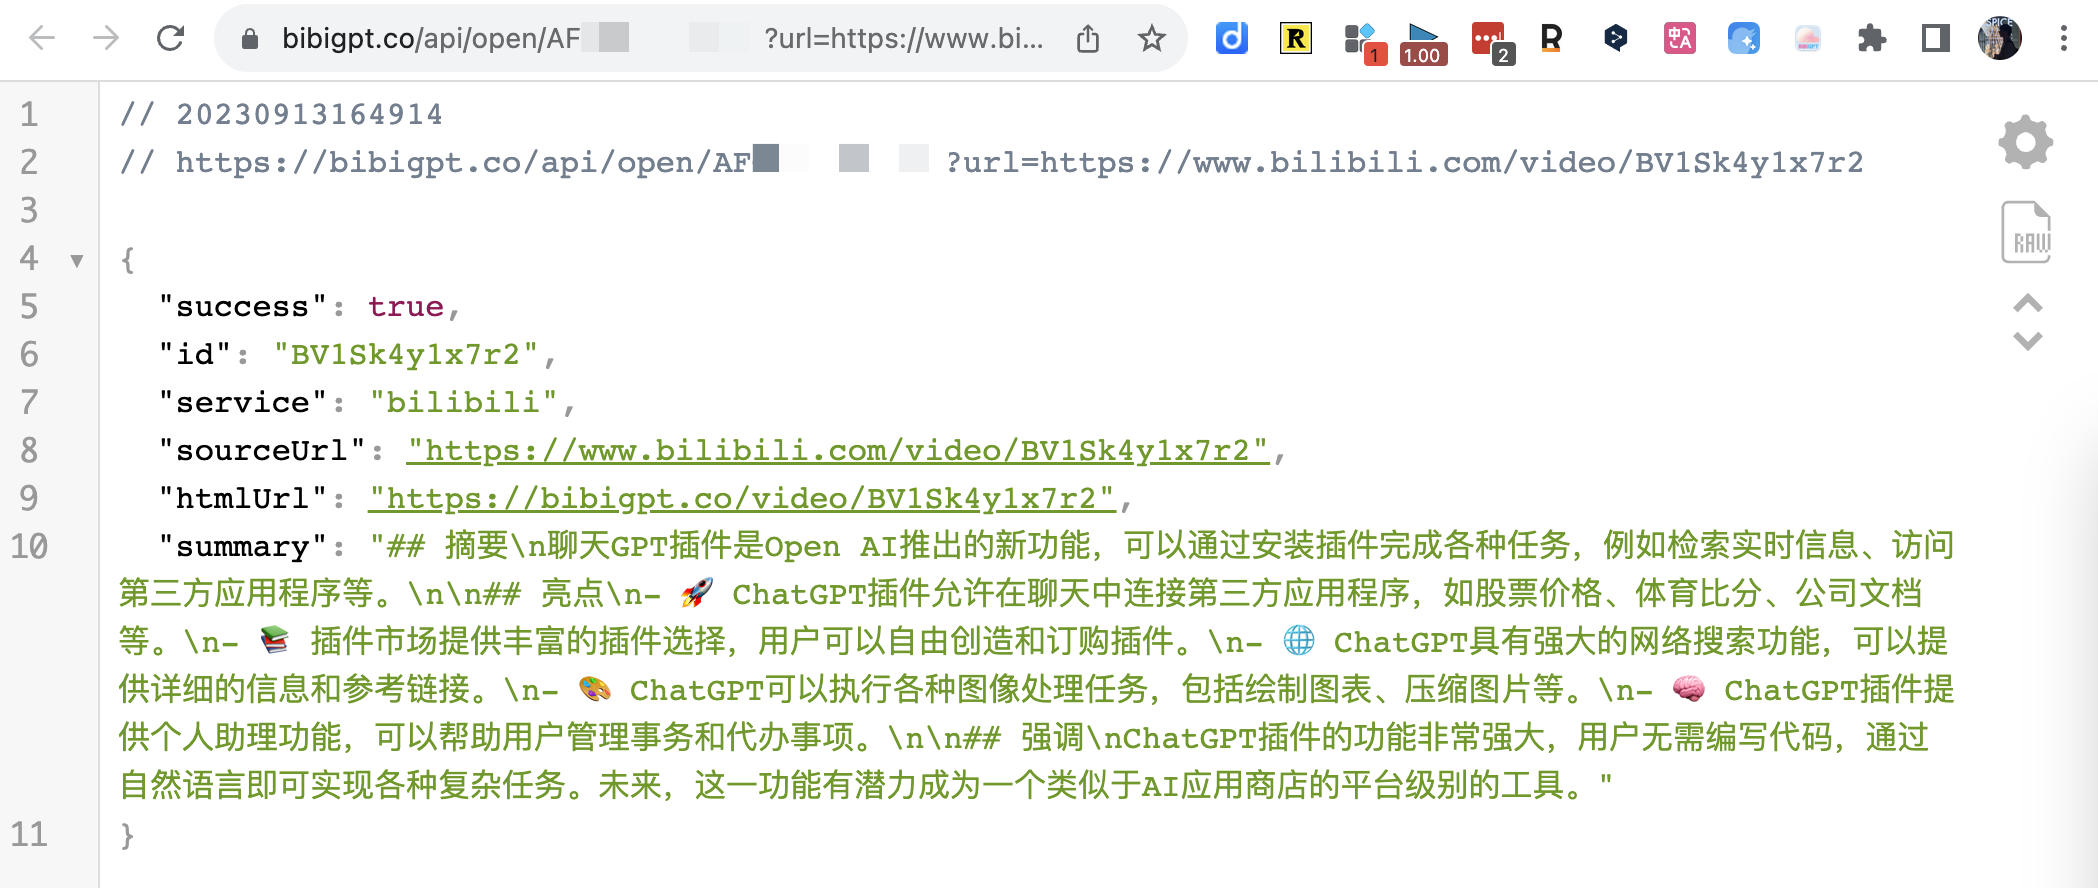 bibigpt.co/api/open/AF ?url=https://www.bi...
1
1.00
2
1 // 20230913164914
2 // https://bibigpt.co/api/open/AF ?url=https://www.bilibili.com/video/BV1Sk4y1x7r2
3
4 ▼ {
5 "success": true,
6 "id": "BV1Sk4y1x7r2",
7 "service": "bilibili",
8 "sourceUrl": "https://www.bilibili.com/video/BV1Sk4y1x7r2",
9 "htmlUrl": "https://bibigpt.co/video/BV1Sk4y1x7r2",
10 "summary": "## 摘要\n聊天GPT插件是Open AI推出的新功能，可以通过安装插件完成各种任务，例如检索实时信息、访问
第三方应用程序等。\n\n## 亮点\n- 🚀 ChatGPT插件允许在聊天中连接第三方应用程序，如股票价格、体育比分、公司文档
等。\n- 📚 插件市场提供丰富的插件选择，用户可以自由创造和订购插件。\n- 🌐 ChatGPT具有强大的网络搜索功能，可以提
供详细的信息和参考链接。\n- 🎨 ChatGPT可以执行各种图像处理任务，包括绘制图表、压缩图片等。\n- 🧠 ChatGPT插件提
供个人助理功能，可以帮助用户管理事务和代办事项。\n\n## 强调\nChatGPT插件的功能非常强大，用户无需编写代码，通过
自然语言即可实现各种复杂任务。未来，这一功能有潜力成为一个类似于AI应用商店的平台级别的工具。"
11 }
RAW